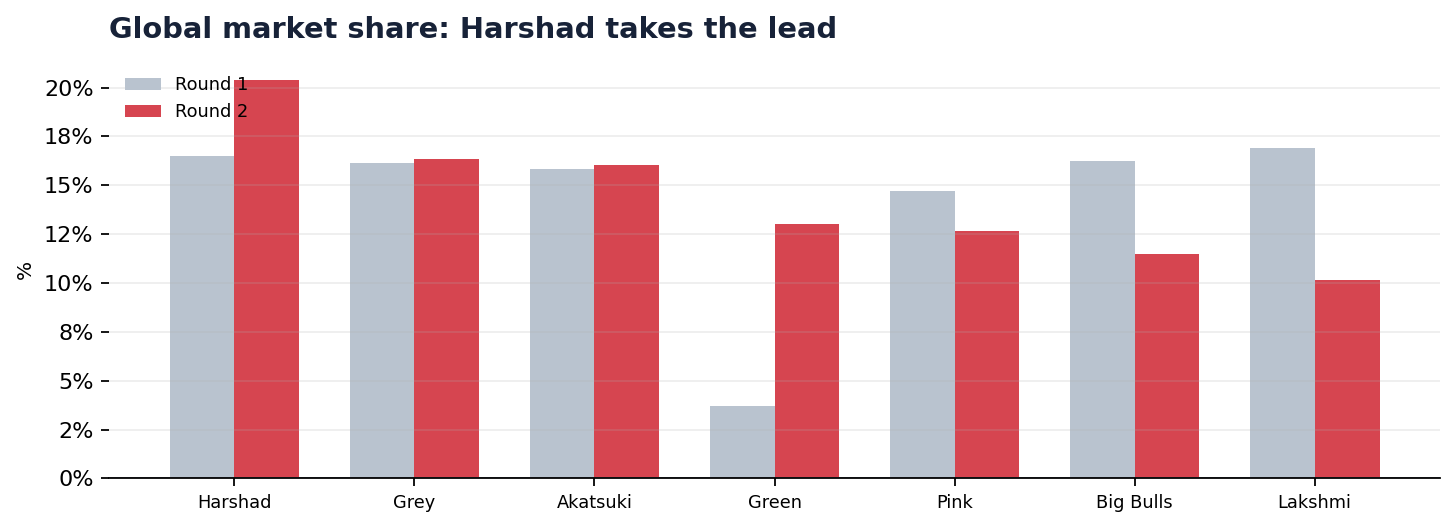 Global market share: Harshad takes the lead
Round 1
Round 2
20%
18%
15%
12%
10%
8%
5%
2%
0%
%
Harshad Grey Akatsuki Green Pink Big Bulls Lakshmi